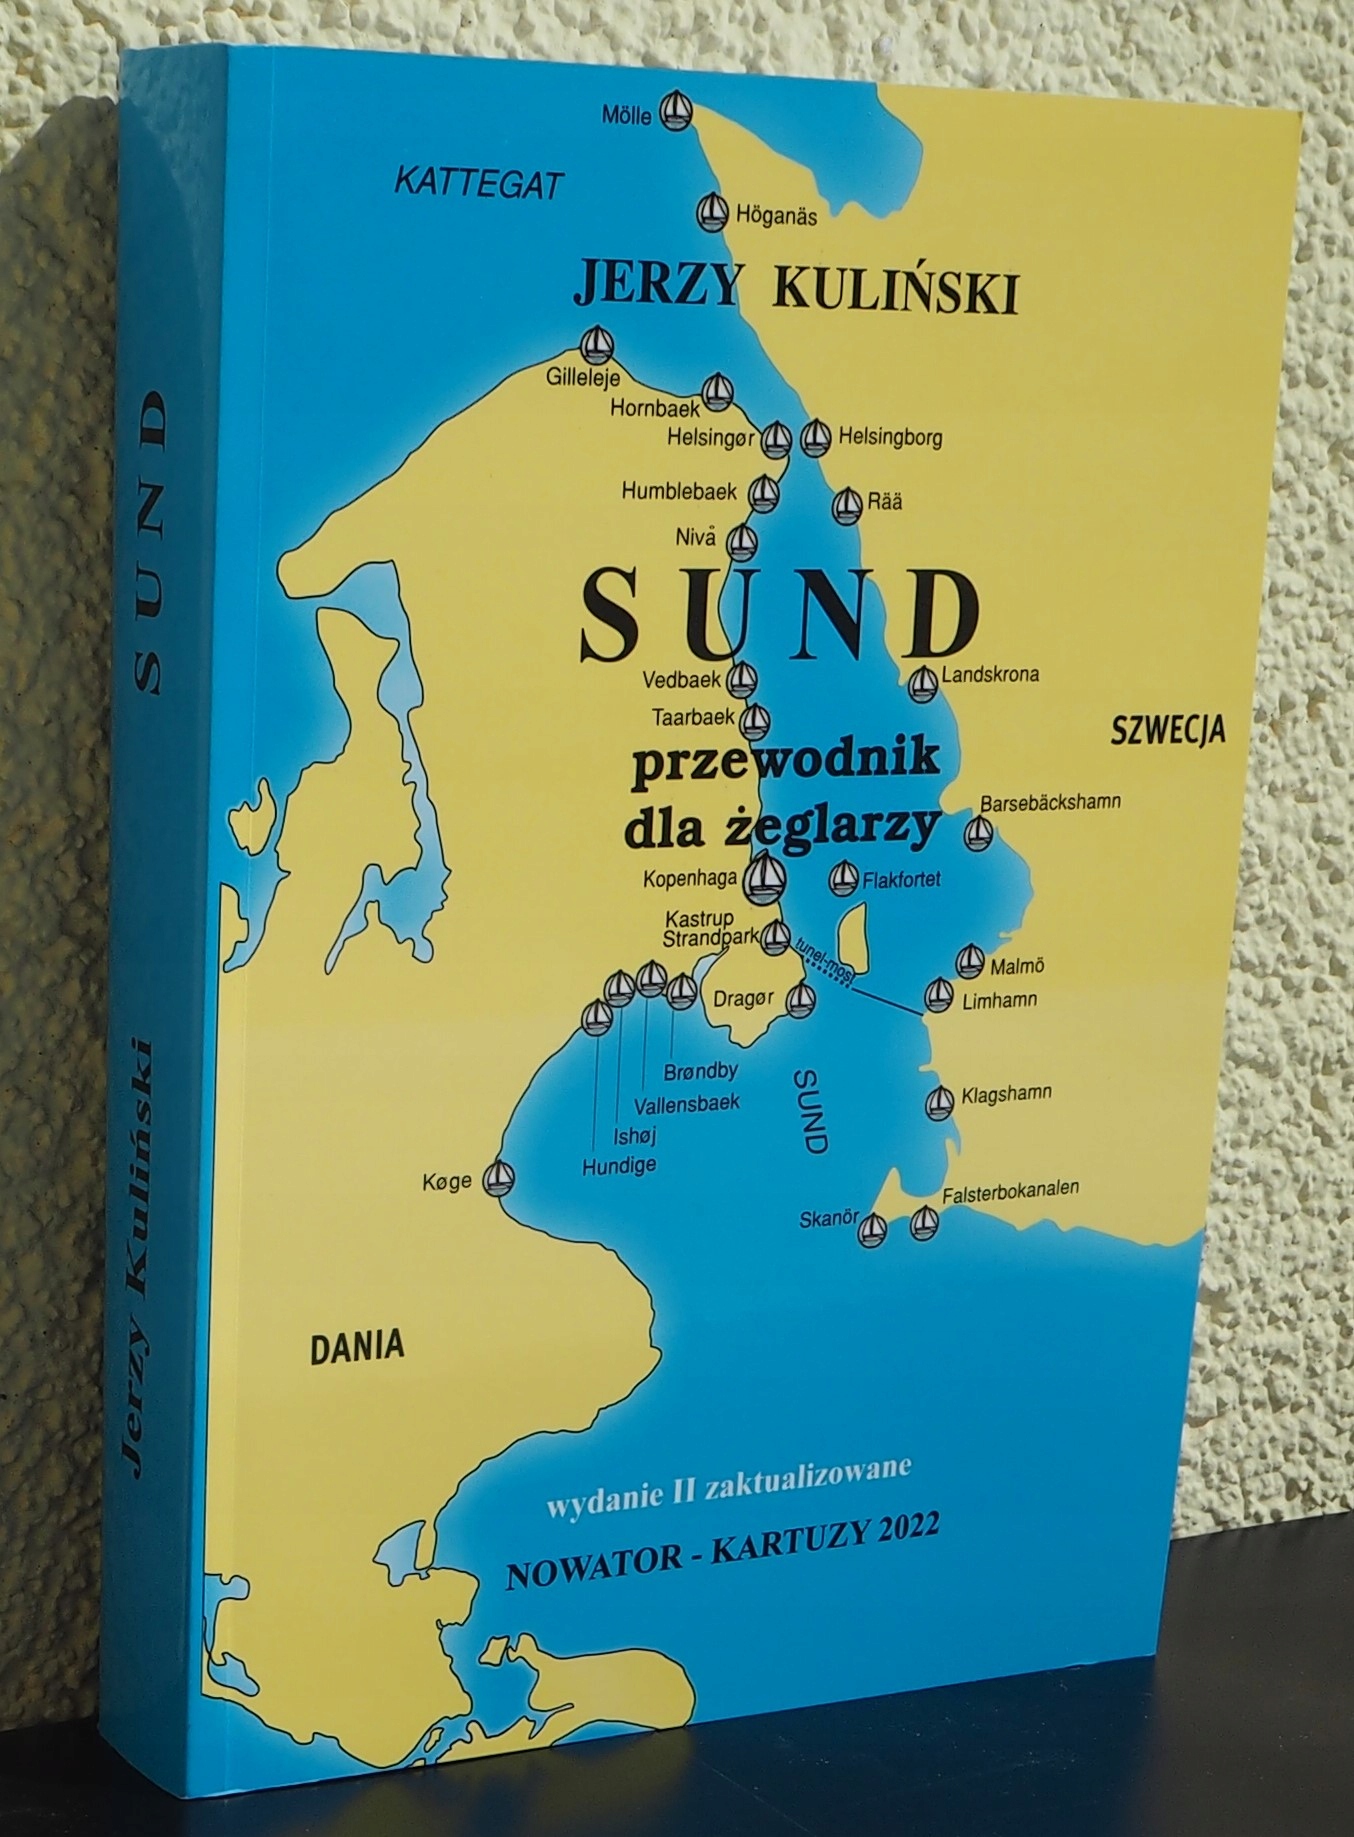 Mölle
KATTEGAT
Höganäs
JERZY KULIŃSKI
Gilleleje
Hornbaek
Helsingør
Helsingborg
Humblebaek
Rää
Nivå
SUND
Vedbaek
Landskrona
Taarbaek
SZWECJA
przewodnik
dla żeglarzy
Barsebäckshamn
Kopenhaga
Flakfortet
Kastrup
Strandpark
tunel-most
Malmö
Dragør
Limhamn
Brøndby
Vallensbaek
Ishøj
Hundige
SUND
Klagshamn
Køge
Falsterbokanalen
Skanör
DANIA
wydanie II zaktualizowane
NOWATOR - KARTUZY 2022
Jerzy Kuliński SUND